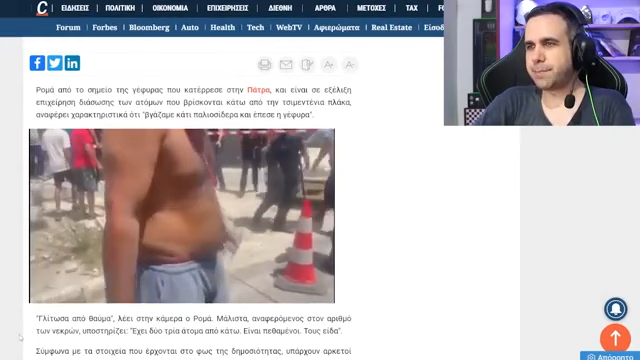 ΕΙΔΗΣΕΙΣ ΠΟΛΙΤΙΚΗ ΟΙΚΟΝΟΜΙΑ ΕΠΙΧΕΙΡΗΣΕΙΣ ΔΙΕΘΝΗ ΑΡΘΡΑ ΜΕΤΟΧΕΣ TAX
Forum Forbes Bloomberg Auto Health Tech WebTV Αφιερώματα Real Estate
Ρομά από το σημείο της γέφυρας που κατέρρευσε στην Πάτρα, και είναι σε εξέλιξη
επιχείρηση διάσωσης των ατόμων που βρίσκονται κάτω από την τσιμεντένια πλάκα,
αναφέρει χαρακτηριστικά ότι "βγάζαμε κάτι παλιοσίδερα και έπεσε η γέφυρα".
"Γλίτωσα από θαύμα", λέει στην κάμερα ο Ρομά. Μάλιστα, αναφερόμενος στον αριθμό
των νεκρών, υποστηρίζει: "Έχει δύο τρία άτομα από κάτω. Είναι πεθαμένοι. Τους είδα".
Σύμφωνα με τα στοιχεία που έρχονται στο φως της δημοσιότητας, υπάρχουν αρκετοί
Απόρρητο